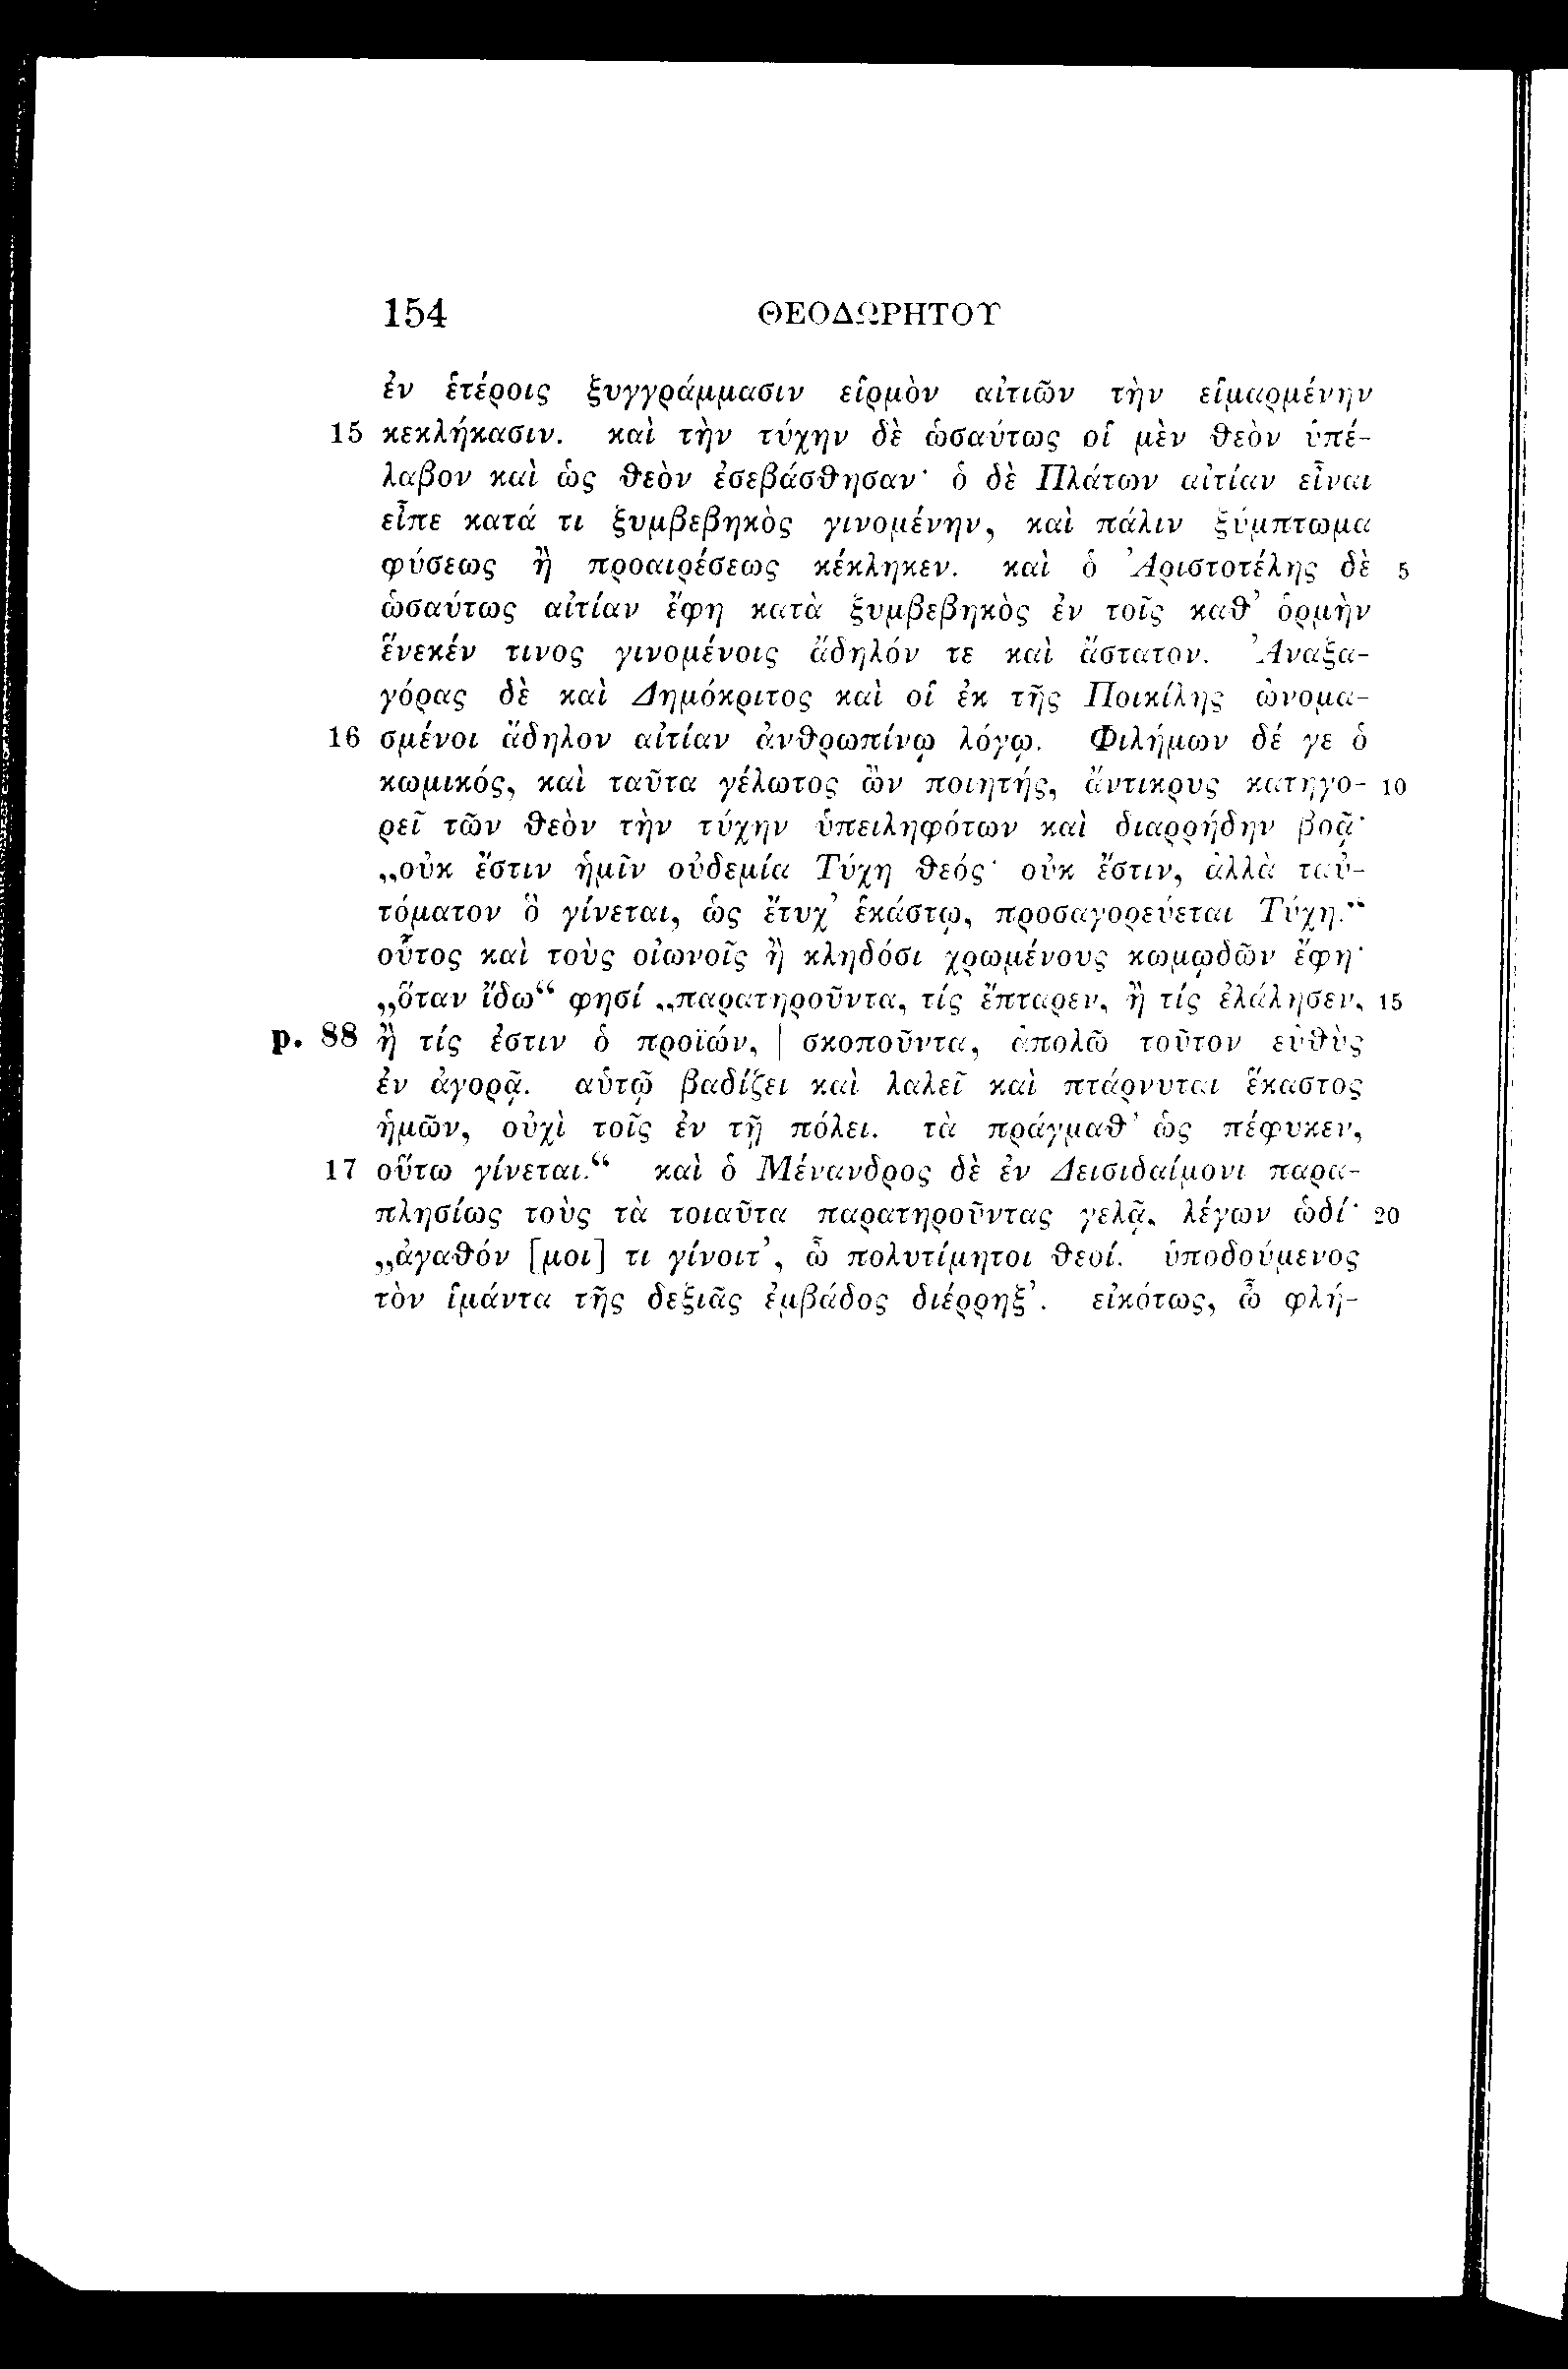 154 ΘΕΟΔΩΡΗΤΟΥ
ἐν ἑτέροις ξυγγράμμασιν εἱρμὸν αἰτιῶν τὴν εἱμαρμένην
15 κεκλήκασιν. καὶ τὴν τύχην δὲ ὡσαύτως οἱ μὲν θεὸν ὑπέ-
λαβον καὶ ὡς θεὸν ἐσεβάσθησαν· ὁ δὲ Πλάτων αἰτίαν εἶναι
εἶπε κατά τι ξυμβεβηκὸς γινομένην, καὶ πάλιν ξύμπτωμα
φύσεως ἢ προαιρέσεως κέκληκεν. καὶ ὁ Ἀριστοτέλης δὲ 5
ὡσαύτως αἰτίαν ἔφη κατὰ ξυμβεβηκὸς ἐν τοῖς καθ’ ὁρμὴν
ἕνεκέν τινος γινομένοις ἄδηλόν τε καὶ ἄστατον. Ἀναξα-
γόρας δὲ καὶ Δημόκριτος καὶ οἱ ἐκ τῆς Ποικίλης ὠνομα-
16 σμένοι ἄδηλον αἰτίαν ἀνθρωπίνῳ λόγῳ. Φιλήμων δέ γε ὁ
κωμικός, καὶ ταῦτα γέλωτος ὢν ποιητής, ἄντικρυς κατηγο- 10
ρεῖ τῶν θεὸν τὴν τύχην ὑπειληφότων καὶ διαρρήδην βοᾷ·
„οὐκ ἔστιν ἡμῖν οὐδεμία Τύχη θεός· οὐκ ἔστιν, ἀλλὰ ταὐ-
τόματον ὃ γίνεται, ὡς ἔτυχ’ ἑκάστῳ, προσαγορεύεται Τύχη.“
οὗτος καὶ τοὺς οἰωνοῖς ἢ κληδόσι χρωμένους κωμῳδῶν ἔφη·
„ὅταν ἴδω“ φησί „παρατηροῦντα, τίς ἔπταρεν, ἢ τίς ἐλάλησεν, 15
p. 88 ἢ τίς ἐστιν ὁ προϊών, | σκοποῦντα, ἀπολῶ τοῦτον εὐθὺς
ἐν ἀγορᾷ. αὑτῷ βαδίζει καὶ λαλεῖ καὶ πτάρνυται ἕκαστος
ἡμῶν, οὐχὶ τοῖς ἐν τῇ πόλει. τὰ πράγμαθ’ ὡς πέφυκεν,
17 οὕτω γίνεται.“ καὶ ὁ Μένανδρος δὲ ἐν Δεισιδαίμονι παρα-
πλησίως τοὺς τὰ τοιαῦτα παρατηροῦντας γελᾷ, λέγων ὡδί· 20
„ἀγαθόν [μοι] τι γίνοιτ’, ὦ πολυτίμητοι θεοί. ὑποδούμενος
τὸν ἱμάντα τῆς δεξιᾶς ἐμβάδος διέρρηξ’. εἰκότως, ὦ φλή-